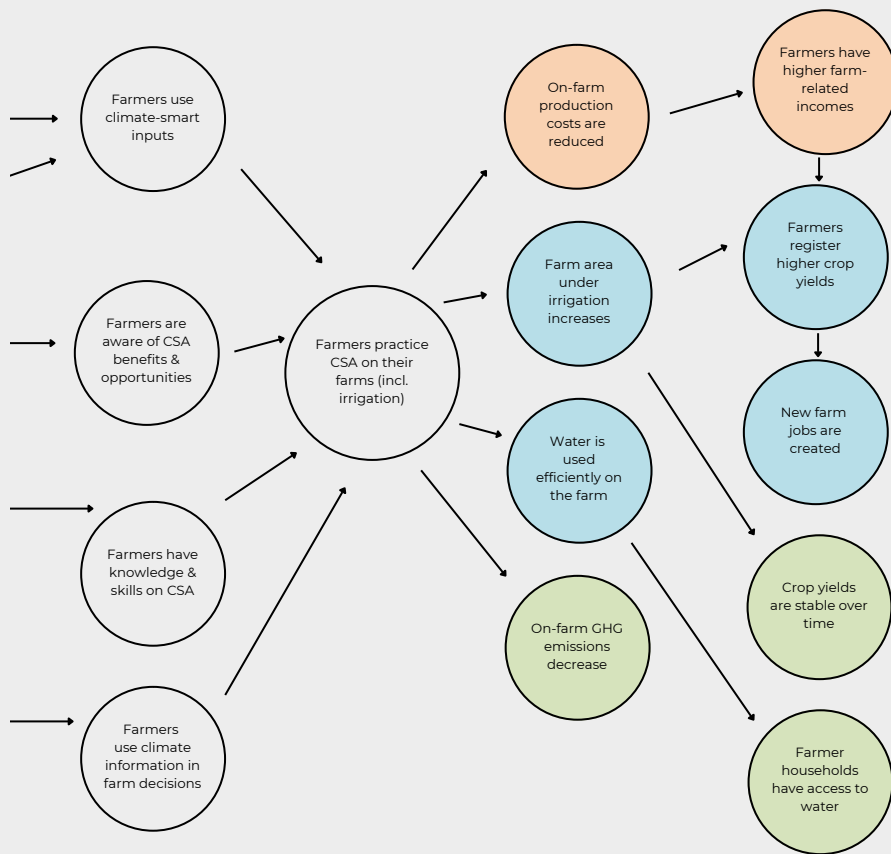 Farmers use
climate-smart
inputs
Farmers are
aware of CSA
benefits &
opportunities
Farmers have
knowledge &
skills on CSA
Farmers
use climate
information in
farm decisions
Farmers practice
CSA on their
farms (incl.
irrigation)
On-farm
production
costs are
reduced
Farm area
under
irrigation
increases
Water is
used
efficiently on
the farm
On-farm GHG
emissions
decrease
Farmers have
higher farm-
related
incomes
Farmers
register
higher crop
yields
New farm
jobs are
created
Crop yields
are stable over
time
Farmer
households
have access to
water